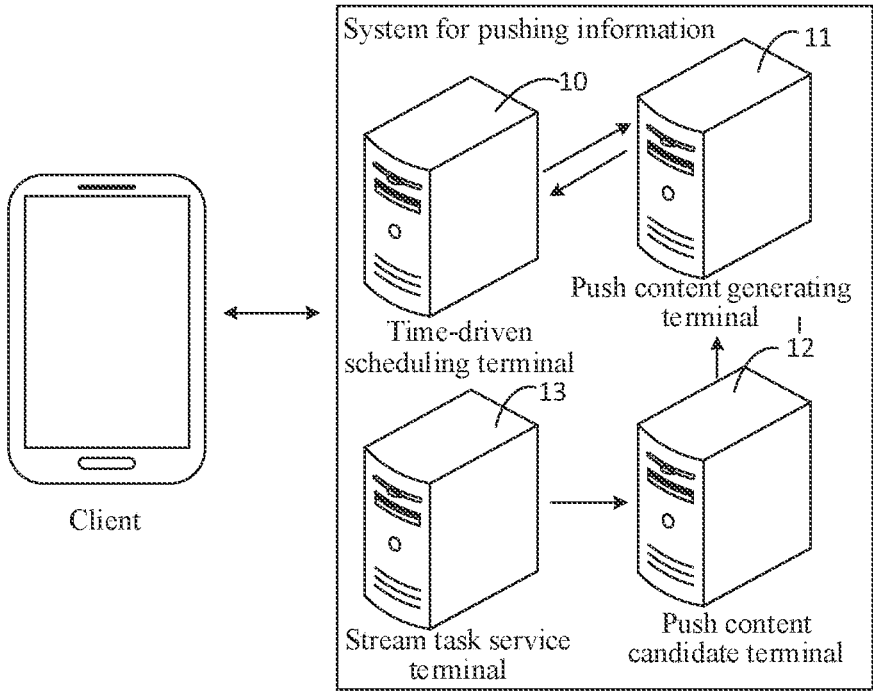 System for pushing information
10
11
Time-driven
scheduling terminal
Push content generating
terminal
12
13
Client
Stream task service
terminal
Push content
candidate terminal